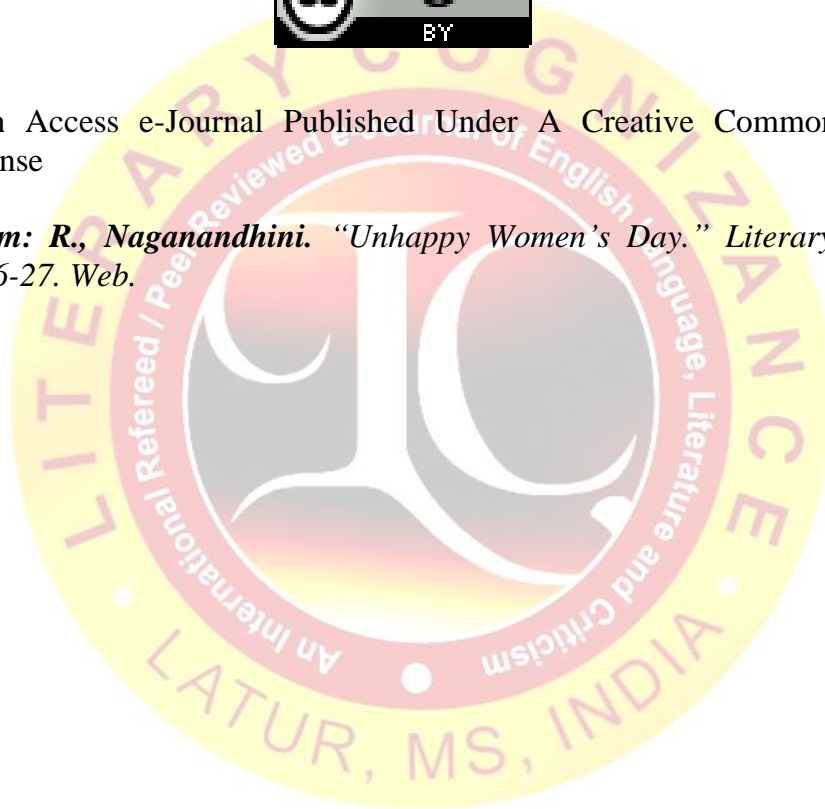 BY
n Access e-Journal Published Under A Creative Common
nse
m: R., Naganandhini. “Unhappy Women’s Day.” Literary
6-27. Web.
LITERARY COGNIZANCE
An International Refereed / Peer Reviewed e-Journal of English Language, Literature and Criticism
LATUR, MS, INDIA